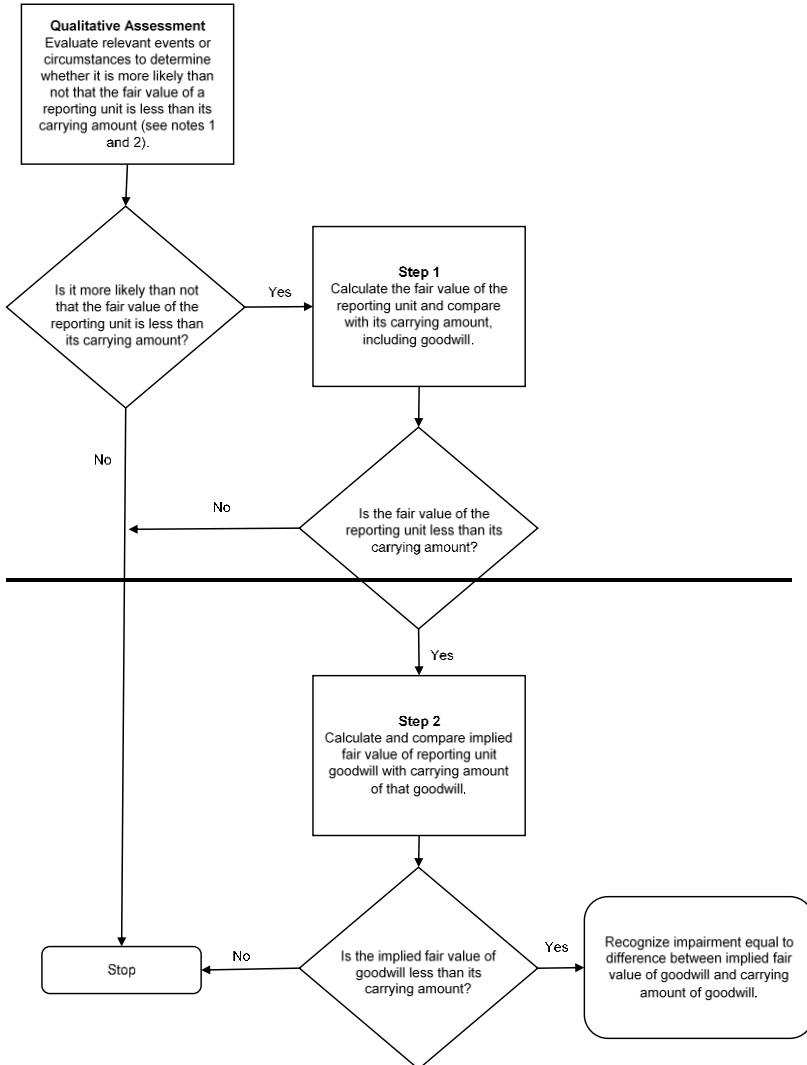 Qualitative Assessment
Evaluate relevant events or
circumstances to determine
whether it is more likely than
not that the fair value of a
reporting unit is less than its
carrying amount (see notes 1
and 2).
Is it more likely than not
that the fair value of the
reporting unit is less than
its carrying amount?
Yes
Step 1
Calculate the fair value of the
reporting unit and compare
with its carrying amount,
including goodwill.
No
No
Is the fair value of the
reporting unit less than its
carrying amount?
Yes
Step 2
Calculate and compare implied
fair value of reporting unit
goodwill with carrying amount
of that goodwill.
Stop
No
Is the implied fair value of
goodwill less than its
carrying amount?
Yes
Recognize impairment equal to
difference between implied fair
value of goodwill and carrying
amount of goodwill.